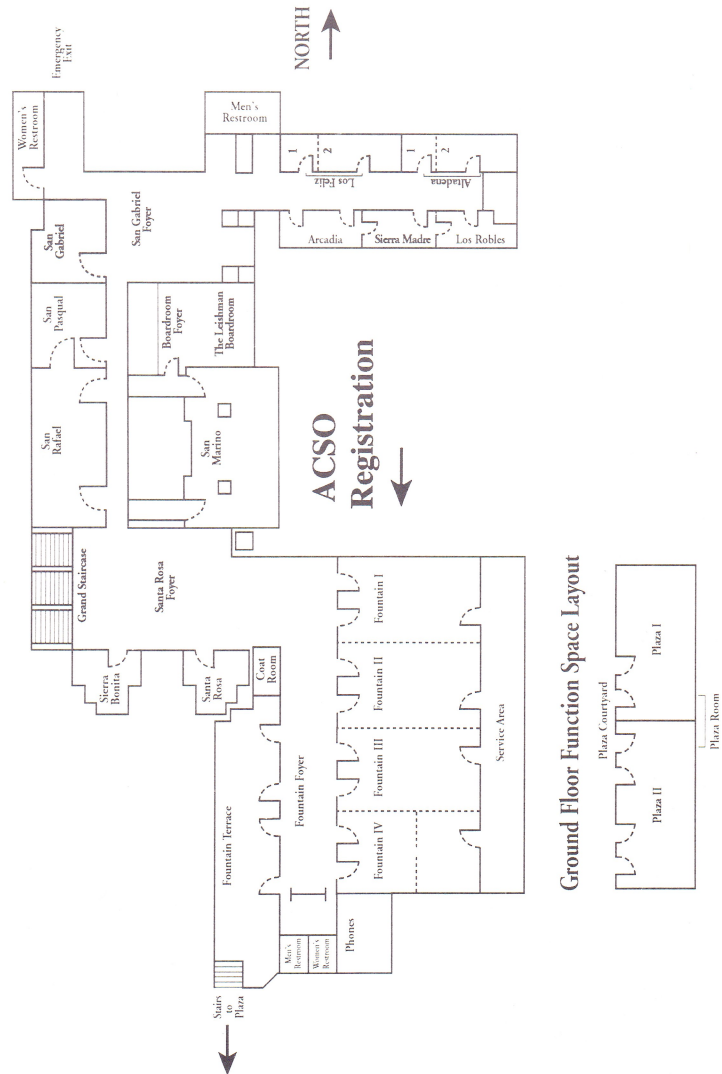 Emergency
Exit
NORTH
Women's
Restroom
Men's
Restroom
San
Gabriel
San Gabriel
Foyer
1
2
Los Feliz
1
2
Altadena
Arcadia
Sierra Madre
Los Robles
San
Pasqual
Boardroom
Foyer
The Leishman
Boardroom
San
Rafael
San
Marino
ACSO
Registration
Grand Staircase
Santa Rosa
Foyer
Sierra
Bonita
Santa
Rosa
Coat
Room
Fountain I
Fountain II
Fountain III
Fountain IV
Service Area
Fountain Terrace
Fountain Foyer
Men's
Restroom
Women's
Restroom
Phones
Stairs
to
Plaza
Ground Floor Function Space Layout
Plaza Courtyard
Plaza I
Plaza II
Plaza Room